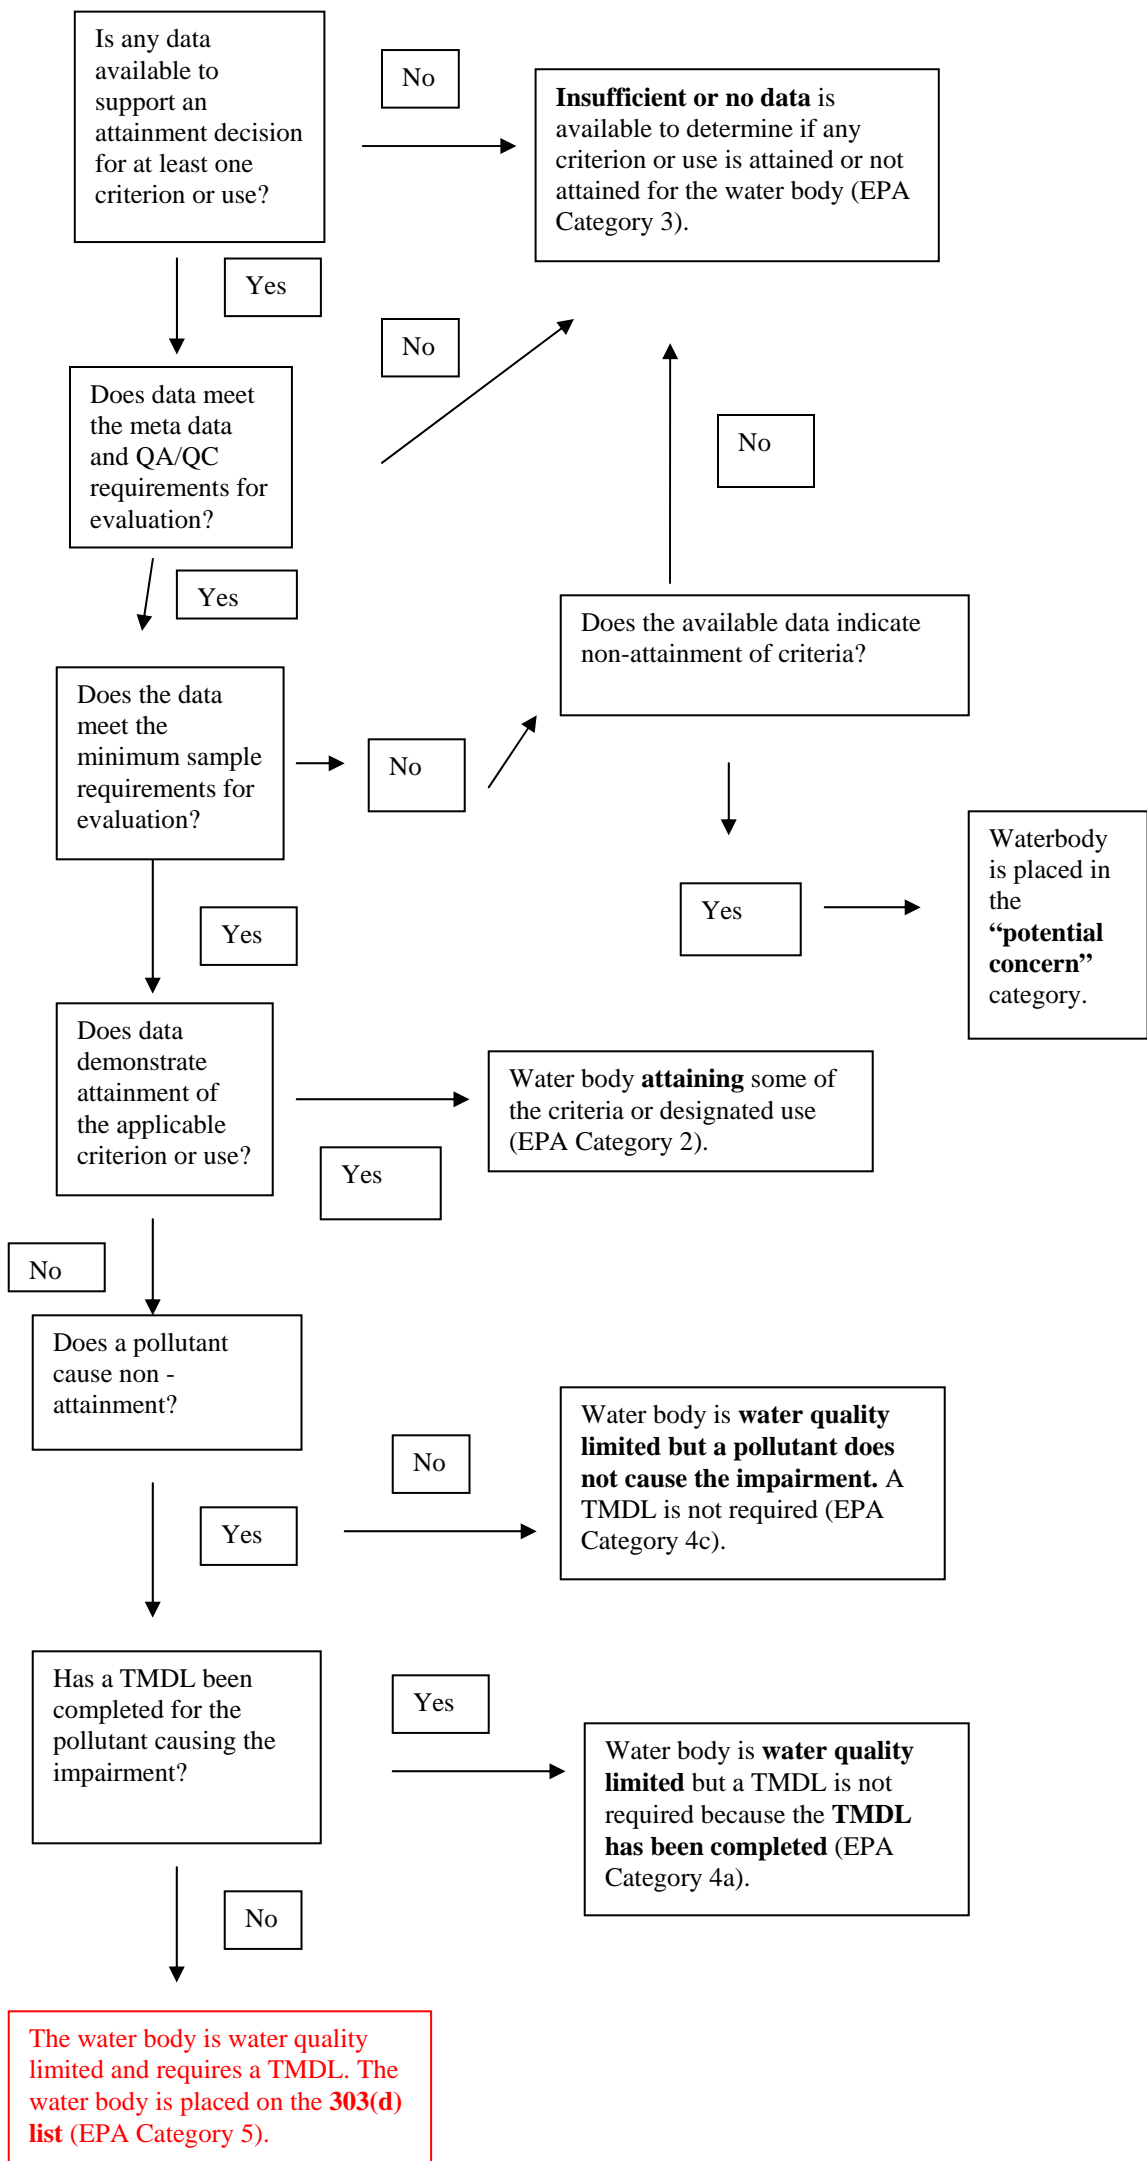 Is any data
available to
support an
attainment decision
for at least one
criterion or use?
No
Insufficient or no data is
available to determine if any
criterion or use is attained or not
attained for the water body (EPA
Category 3).
Yes
No
Does data meet
the meta data
and QA/QC
requirements for
evaluation?
No
Yes
Does the available data indicate
non-attainment of criteria?
Does the data
meet the
minimum sample
requirements for
evaluation?
No
Yes
Waterbody
is placed in
the
“potential
concern”
category.
Yes
Does data
demonstrate
attainment of
the applicable
criterion or use?
Water body attaining some of
the criteria or designated use
(EPA Category 2).
Yes
No
Does a pollutant
cause non -
attainment?
No
Water body is water quality
limited but a pollutant does
not cause the impairment. A
TMDL is not required (EPA
Category 4c).
Yes
Has a TMDL been
completed for the
pollutant causing the
impairment?
Yes
Water body is water quality
limited but a TMDL is not
required because the TMDL
has been completed (EPA
Category 4a).
No
The water body is water quality
limited and requires a TMDL. The
water body is placed on the 303(d)
list (EPA Category 5).